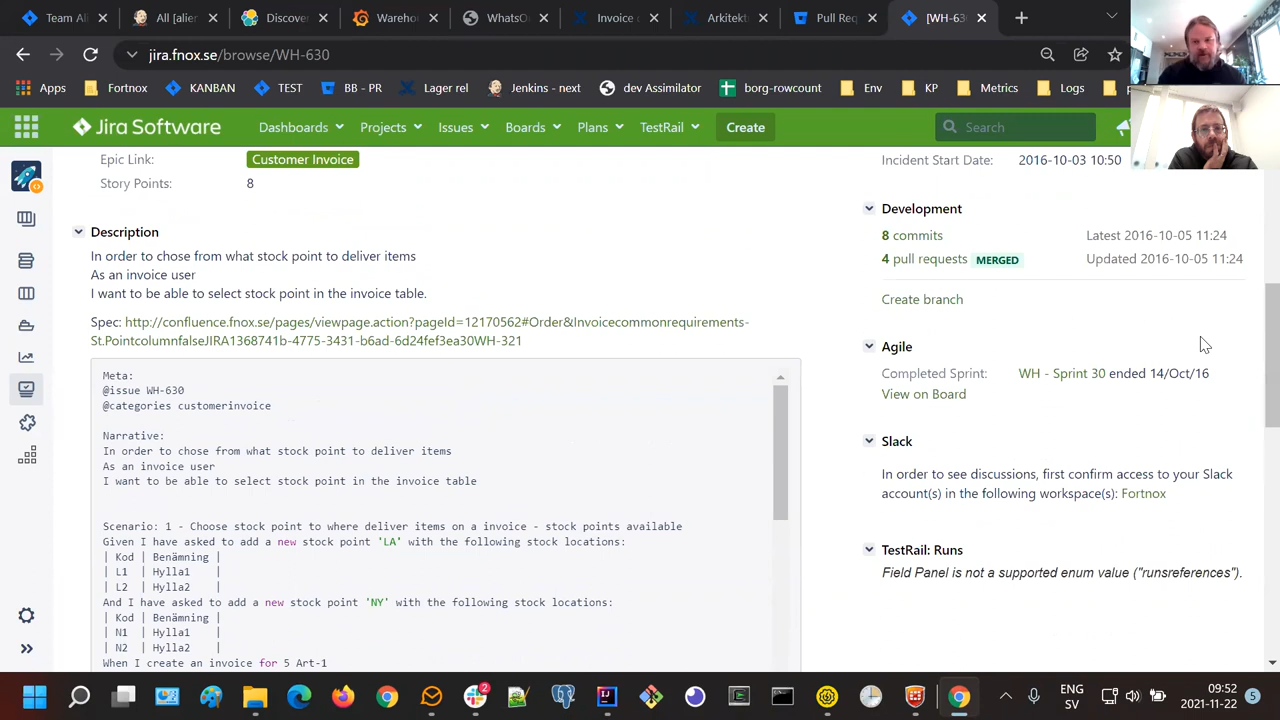 Team Ali
All [alien
Discove
Wareho
WhatsO
Invoice c
Arkitekt
Pull Req
[WH-63
jira.fnox.se/browse/WH-630
Apps
Fortnox
KANBAN
TEST
BB - PR
Lager rel
Jenkins - next
dev Assimilator
borg-rowcount
Env
KP
Metrics
Logs
Jira Software
Dashboards
Projects
Issues
Boards
Plans
TestRail
Create
Search
Epic Link:
Customer Invoice
Story Points:
8
Description
In order to chose from what stock point to deliver items
As an invoice user
I want to be able to select stock point in the invoice table.
Spec: http://confluence.fnox.se/pages/viewpage.action?pageId=12170562#Order&Invoicecommonrequirements-
St.PointcolumnfalseJIRA1368741b-4775-3431-b6ad-6d24fef3ea30WH-321
Meta:
@issue WH-630
@categories customerinvoice
Narrative:
In order to chose from what stock point to deliver items
As an invoice user
I want to be able to select stock point in the invoice table
Scenario: 1 - Choose stock point to where deliver items on a invoice - stock points available
Given I have asked to add a new stock point 'LA' with the following stock locations:
| Kod | Benämning |
| L1 | Hylla1 |
| L2 | Hylla2 |
And I have asked to add a new stock point 'NY' with the following stock locations:
| Kod | Benämning |
| N1 | Hylla1 |
| N2 | Hylla2 |
When I create an invoice for 5 Art-1
Incident Start Date: 2016-10-03 10:50
Development
8 commits Latest 2016-10-05 11:24
4 pull requests MERGED Updated 2016-10-05 11:24
Create branch
Agile
Completed Sprint: WH - Sprint 30 ended 14/Oct/16
View on Board
Slack
In order to see discussions, first confirm access to your Slack
account(s) in the following workspace(s): Fortnox
TestRail: Runs
Field Panel is not a supported enum value ("runsreferences").
2
ENG
SV
09:52
2021-11-22
5